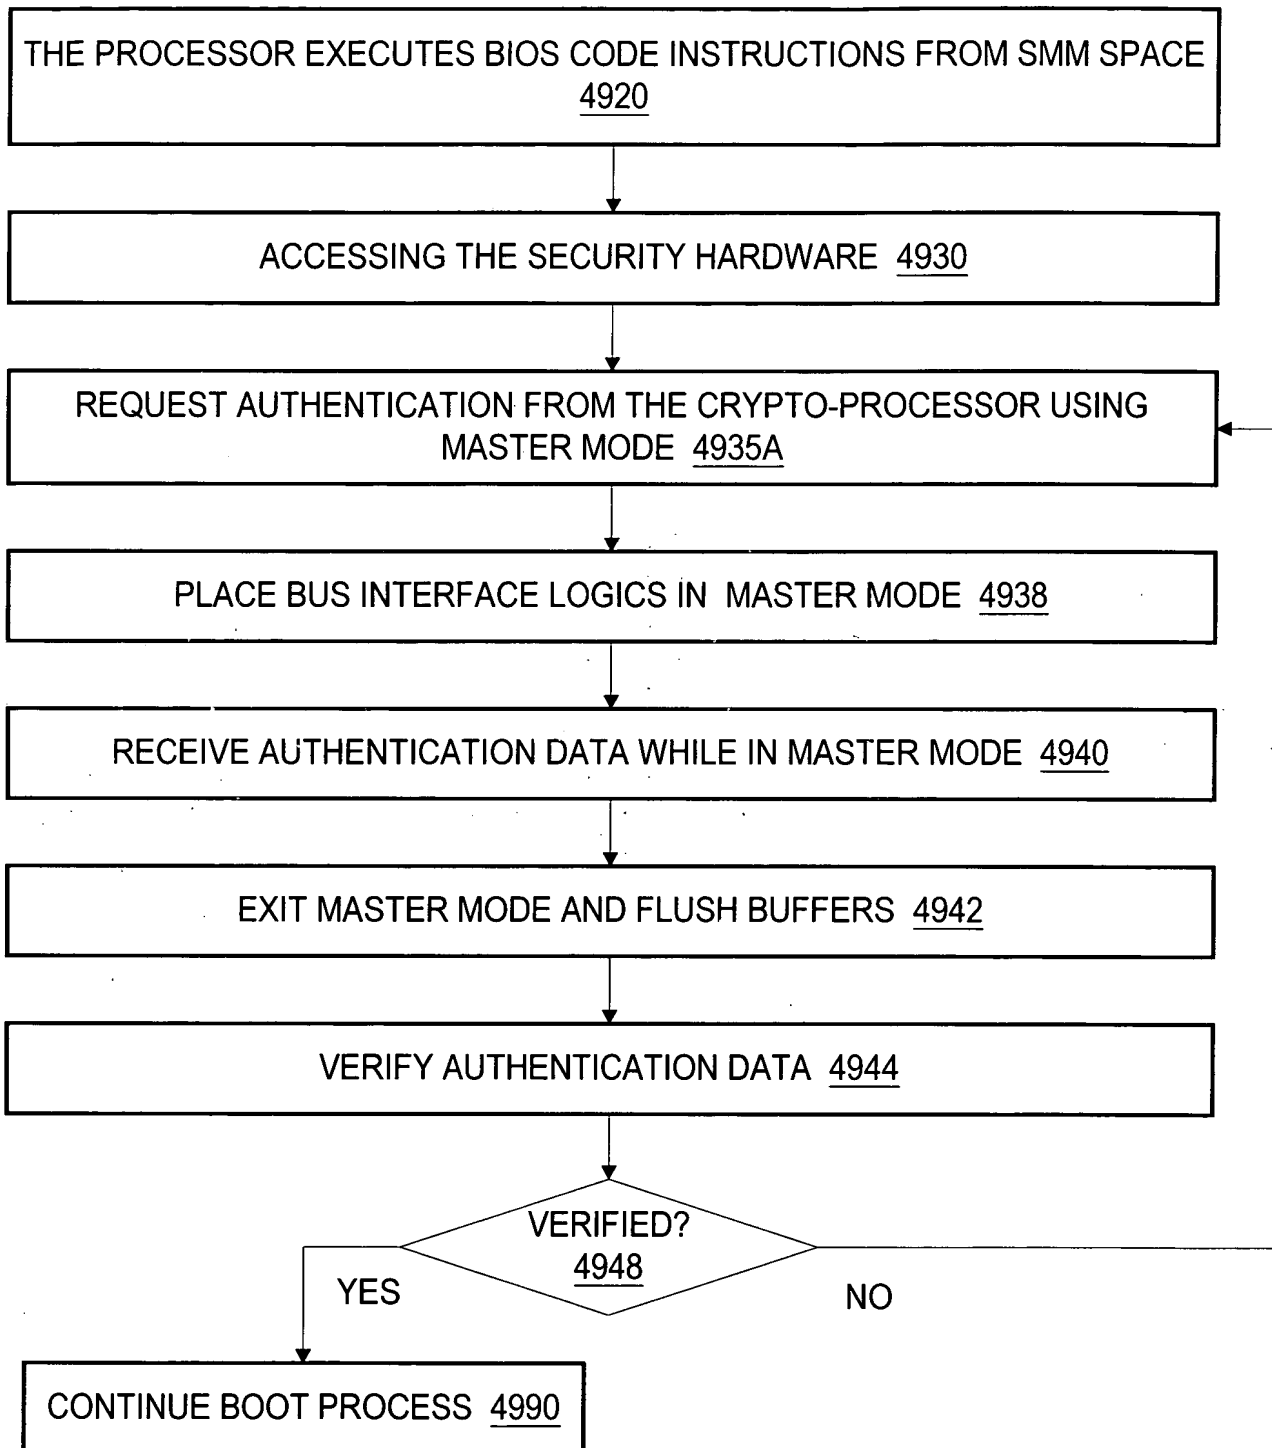 THE PROCESSOR EXECUTES BIOS CODE INSTRUCTIONS FROM SMM SPACE
4920
ACCESSING THE SECURITY HARDWARE 4930
REQUEST AUTHENTICATION FROM THE CRYPTO-PROCESSOR USING
MASTER MODE 4935A
PLACE BUS INTERFACE LOGICS IN MASTER MODE 4938
RECEIVE AUTHENTICATION DATA WHILE IN MASTER MODE 4940
EXIT MASTER MODE AND FLUSH BUFFERS 4942
VERIFY AUTHENTICATION DATA 4944
VERIFIED?
4948
YES
NO
CONTINUE BOOT PROCESS 4990